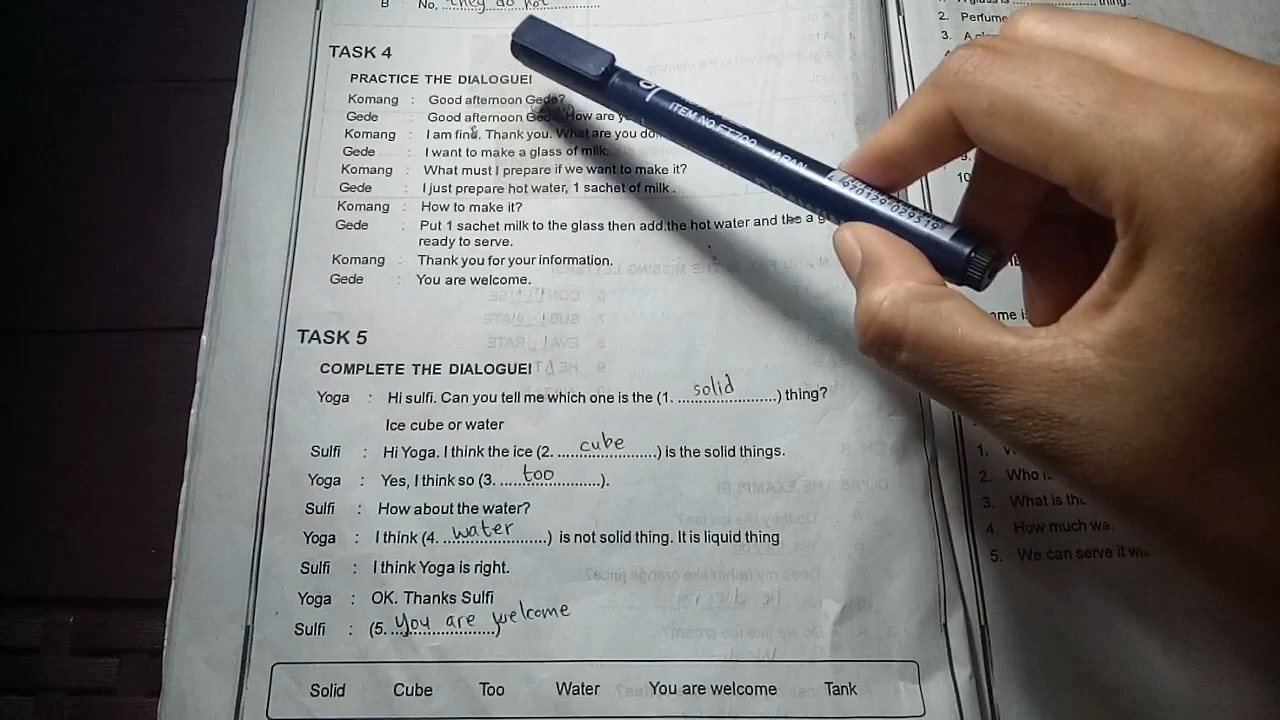 B : No, they do not
TASK 4
PRACTICE THE DIALOGUE!
Komang : Good afternoon Gede?
Gede : Good afternoon How are
Komang : I am fine. Thank you. What are you
Gede : I want to make a glass of milk.
Komang : What must I prepare if we want to make it?
Gede : I just prepare hot water, 1 sachet of milk.
Komang : How to make it?
Gede : Put 1 sachet milk to the glass then add the hot water and the a
ready to serve.
Komang : Thank you for your information.
Gede : You are welcome.
TASK 5
COMPLETE THE DIALOGUE!
Yoga : Hi sulfi. Can you tell me which one is the (1. solid) thing?
Ice cube or water
Sulfi : Hi Yoga. I think the ice (2. cube) is the solid things.
Yoga : Yes, I think so (3. too).
Sulfi : How about the water?
Yoga : I think (4. water) is not solid thing. It is liquid thing
Sulfi : I think Yoga is right.
Yoga : OK. Thanks Sulfi
Sulfi : (5. you are welcome)
Solid Cube Too Water You are welcome Tank
ITEM NO. JAPAN
4 970129 029519
thing.
2. Perfume
3. A
10
1.
2. Who
3. What is the
4. How much
5. We can serve it